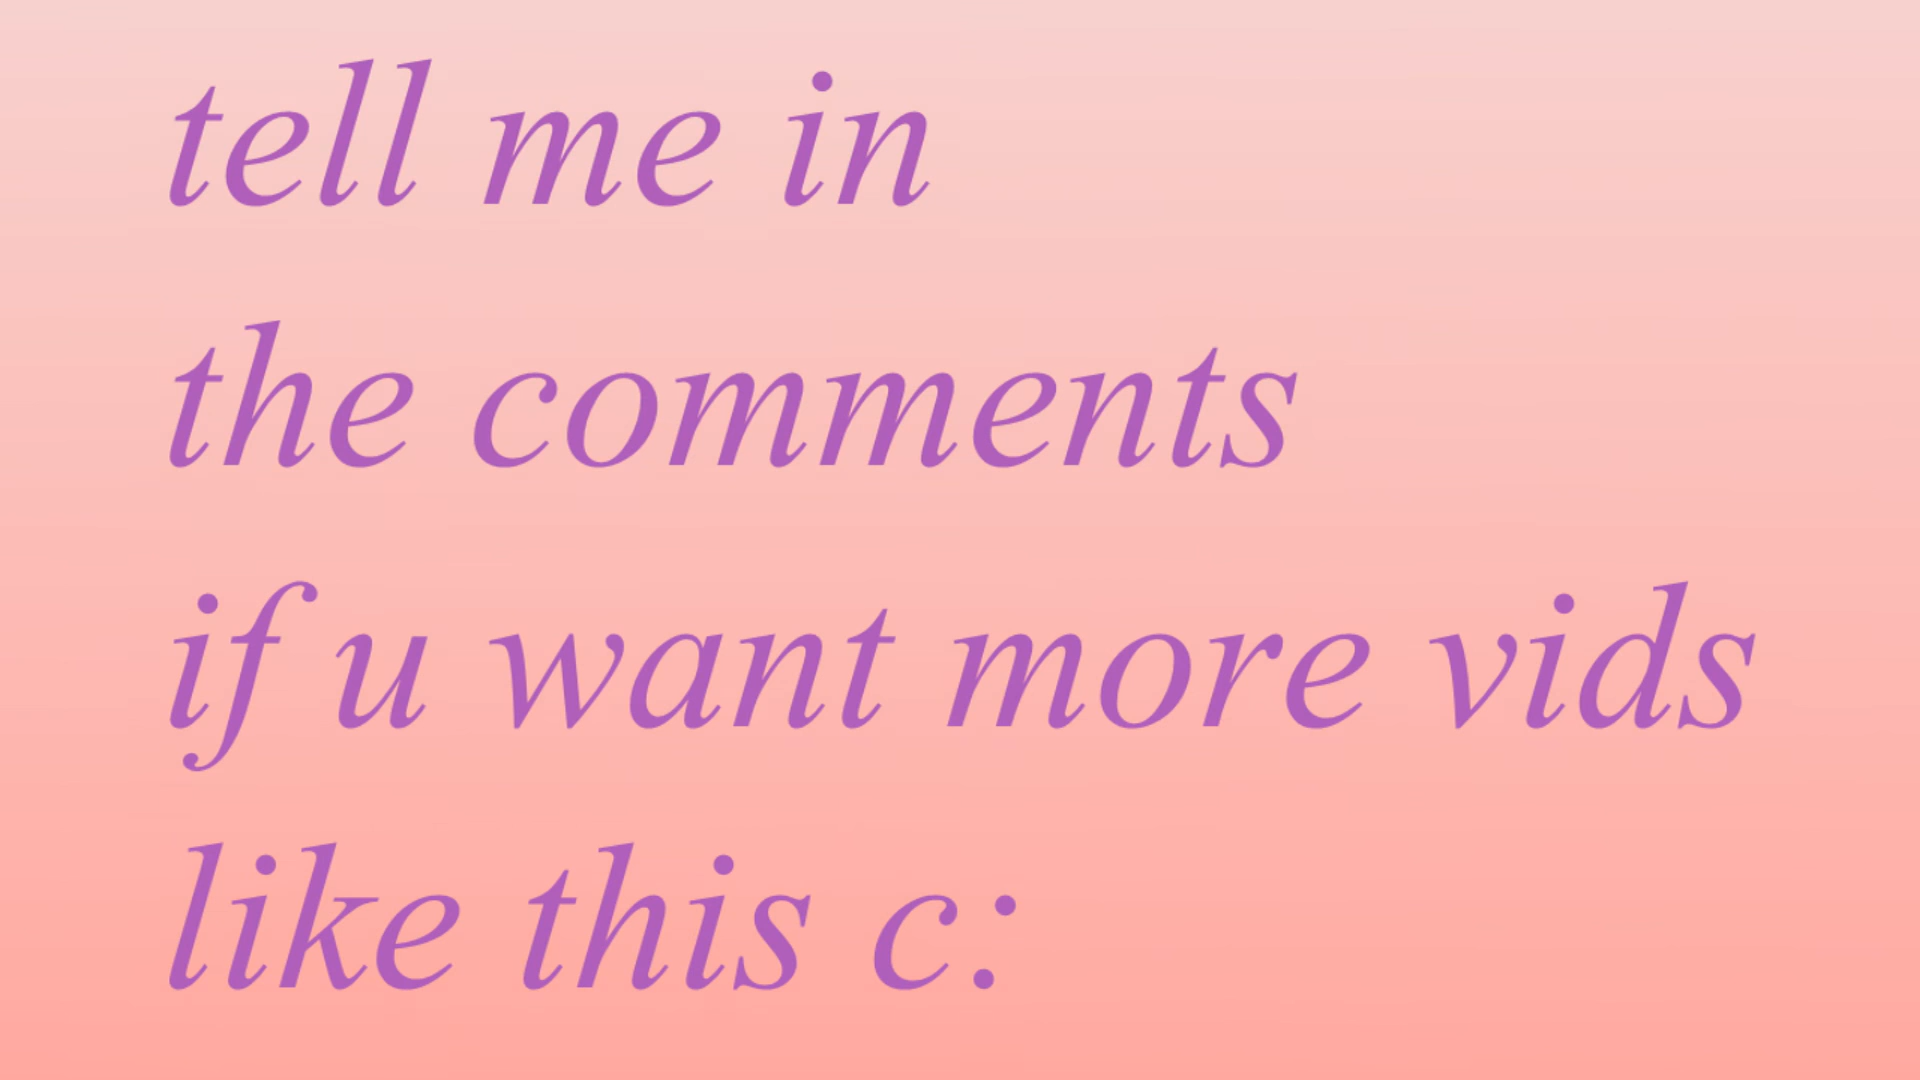 tell me in
the comments
if u want more vids
like this c: